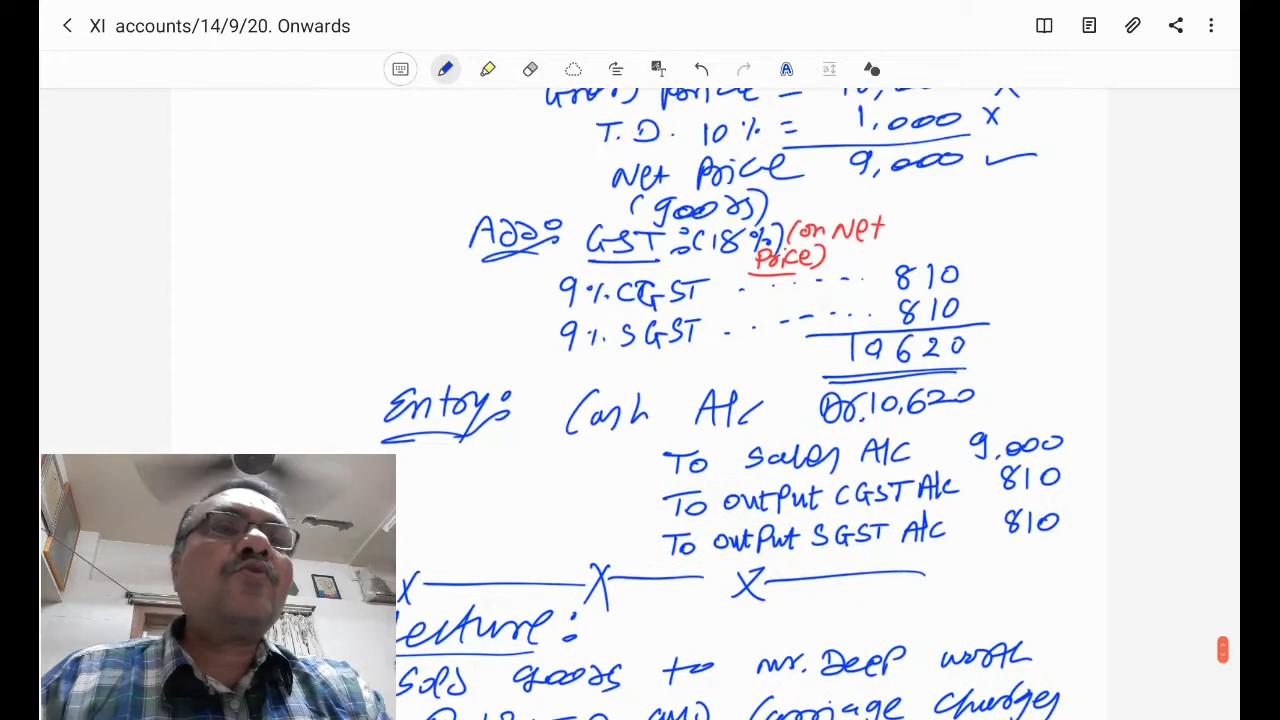 XI accounts/14/9/20. Onwards
Price =
T.D. 10% = 1,000 X
Net Price 9,000 ✓
(goods)
Add: GST: (18%) (on Net
Price)
9% CGST ........ 810
9% SGST ........ 810
10620
Entry: Cash A/c Dr. 10,620
To Sales A/c 9,000
To output CGST A/c 810
To output SGST A/c 810
X X X
lecture:
sold goods to Mr. Deep worth
and Carriage charges